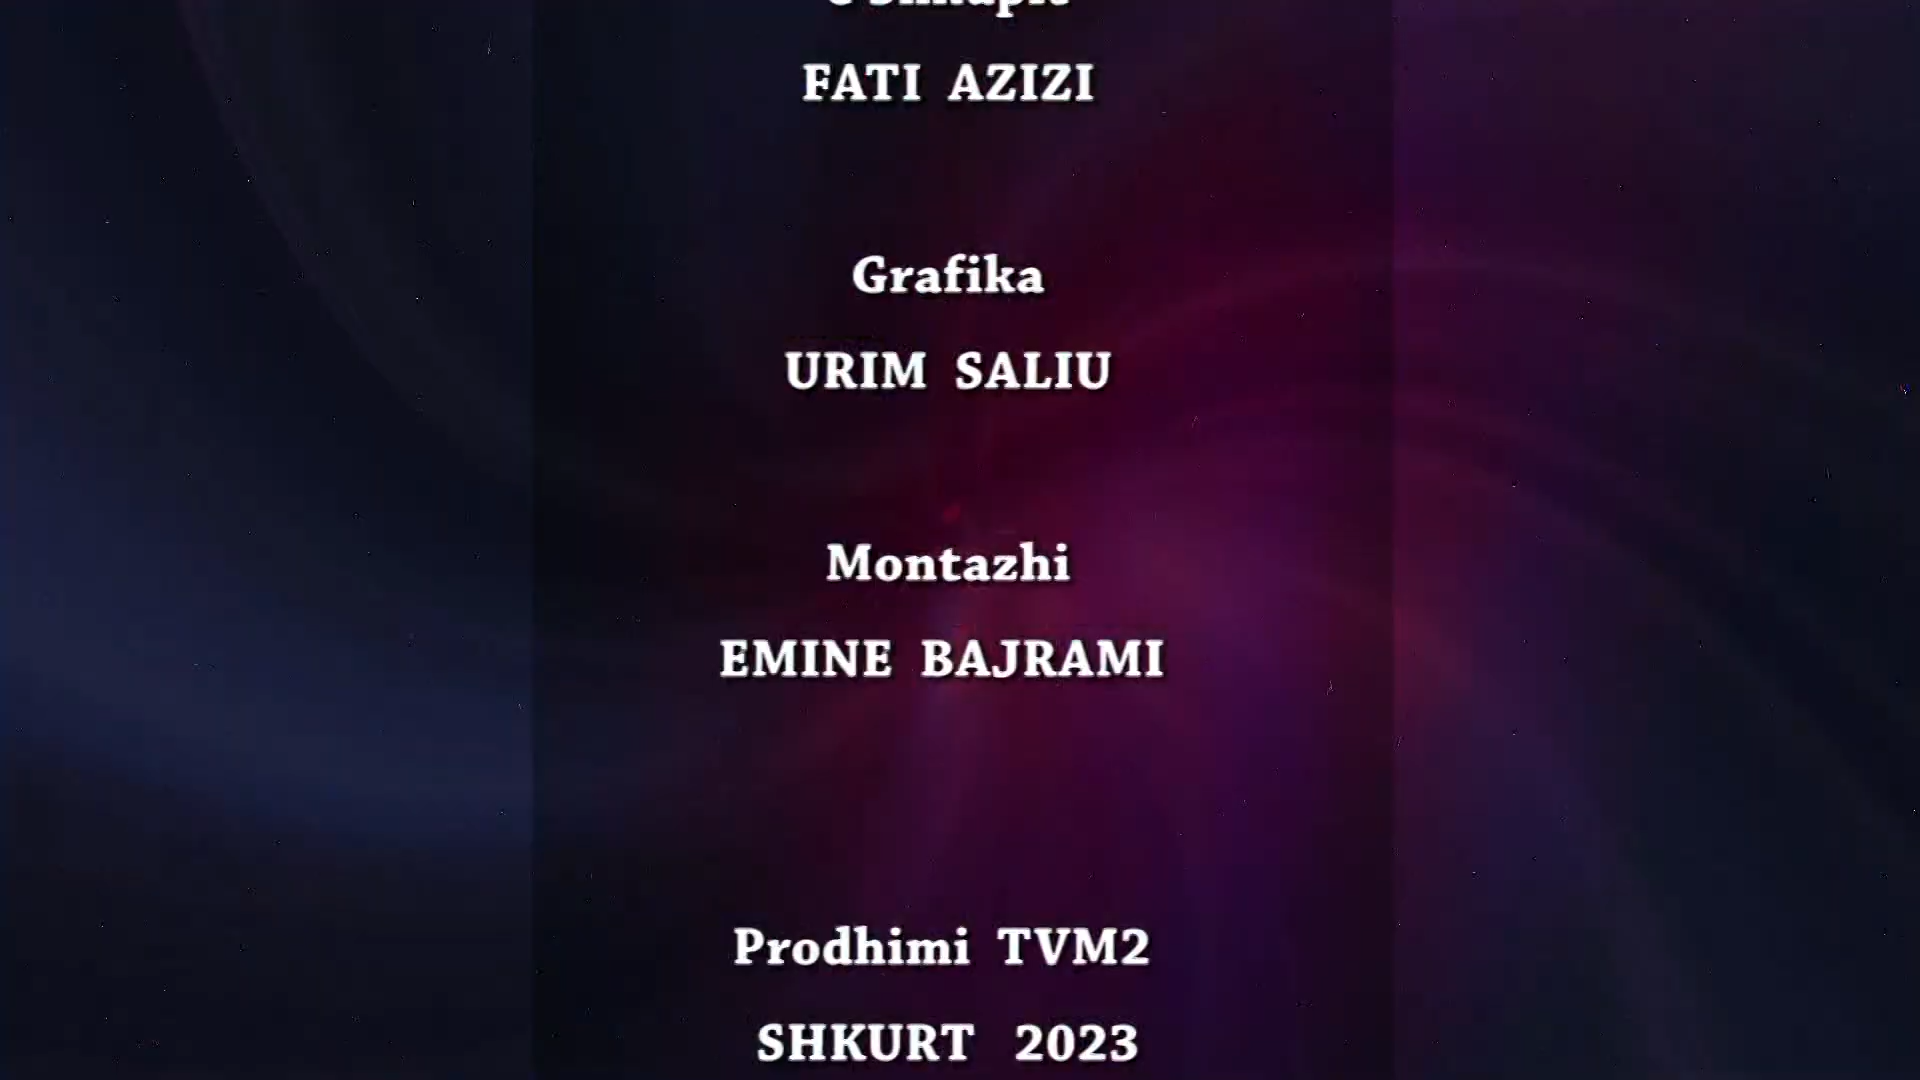 FATI AZIZI
Grafika
URIM SALIU
Montazhi
EMINE BAJRAMI
Prodhimi TVM2
SHKURT 2023